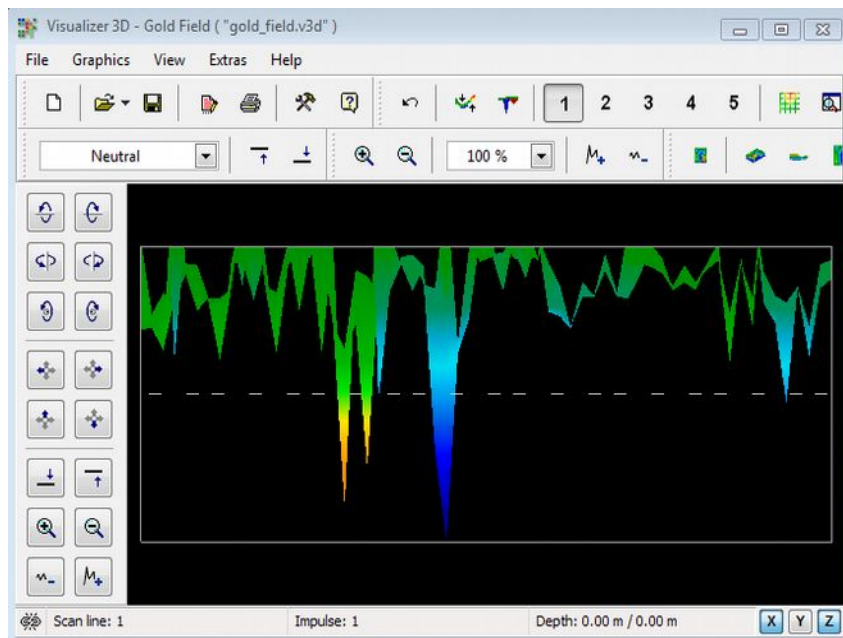 Visualizer 3D - Gold Field ( "gold_field.v3d" )
File Graphics View Extras Help
1 2 3 4 5
Neutral 100 %
Scan line: 1 Impulse: 1 Depth: 0.00 m / 0.00 m X Y Z